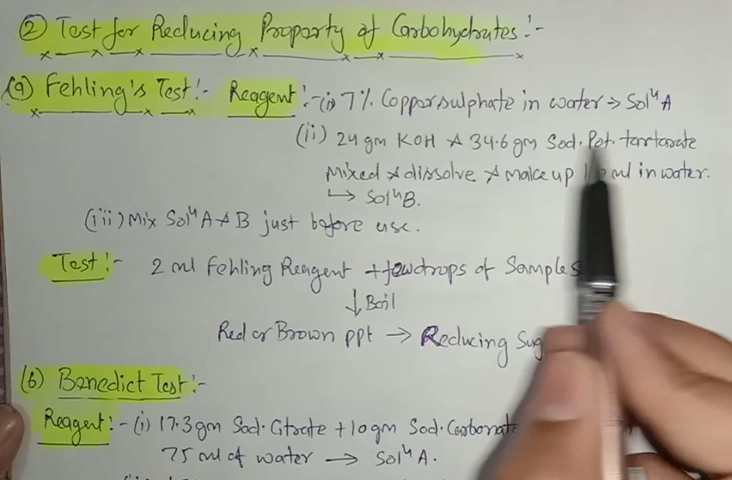 ② Test for Reducing Property of Carbohydrates:-
(a) Fehling's Test:- Reagent:-(i) 7% Copparsulphate in water → Solⁿ A
(ii) 24 gm KOH & 34.6 gm Sod. Pot. tartarate
Mixed & dissolve & make up ml in water.
↳ Solⁿ B.
(iii) Mix Solⁿ A & B just before use.
Test:- 2 ml Fehling Reagent + few drops of Samples
↓ Boil
Red or Brown ppt → Reducing Sug
(b) Benedict Test:-
Reagent:- (i) 17.3 gm Sod. Citrate + 10 gm Sod. Carbonate
75 ml of water → Solⁿ A.